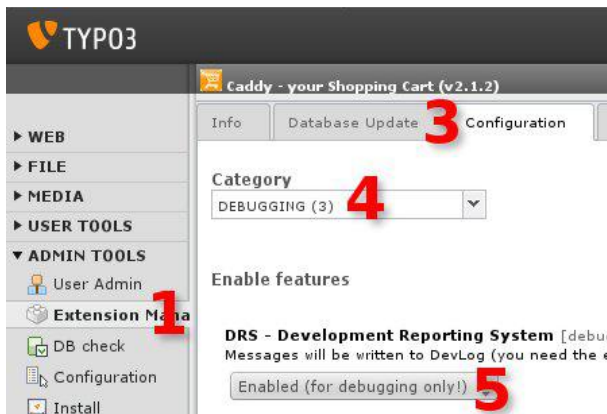 TYPO3
Caddy - your Shopping Cart (v2.1.2)
Info Database Update 3 Configuration
WEB
FILE
MEDIA
USER TOOLS
ADMIN TOOLS
User Admin
1
Extension
DB check
Configuration
Install
Category
DEBUGGING (3) 4
Enable features
DRS - Development Reporting System
Messages will be written to DevLog (you need the
Enabled (for debugging only!) 5